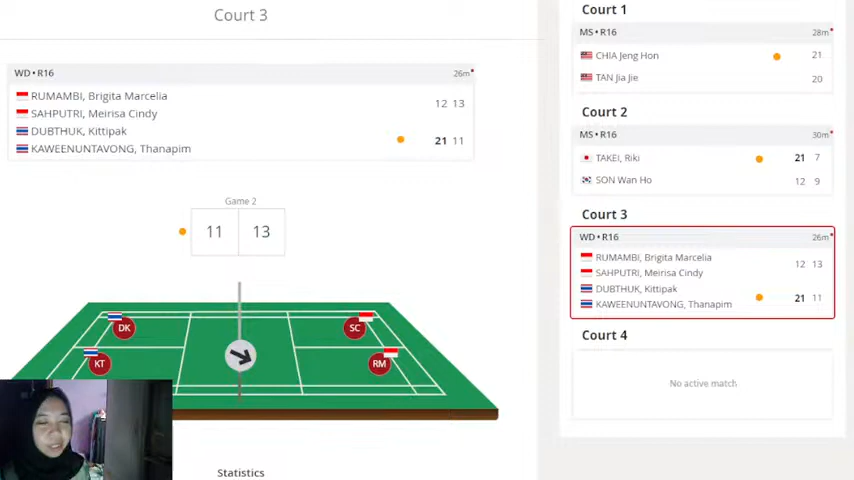 Court 3
WD • R16
26m
RUMAMBI, Brigita Marcelia
SAHPUTRI, Meirisa Cindy
12 13
DUBTHUK, Kittipak
KAWEENUNTAVONG, Thanapim
21 11
Game 2
11 13
DK
SC
KT
RM
Statistics
Court 1
MS • R16
28m
CHIA Jeng Hon
21
TAN Jia Jie
20
Court 2
MS • R16
30m
TAKEI, Riki
21 7
SON Wan Ho
12 9
Court 3
WD • R16
26m
RUMAMBI, Brigita Marcelia
SAHPUTRI, Meirisa Cindy
12 13
DUBTHUK, Kittipak
KAWEENUNTAVONG, Thanapim
21 11
Court 4
No active match